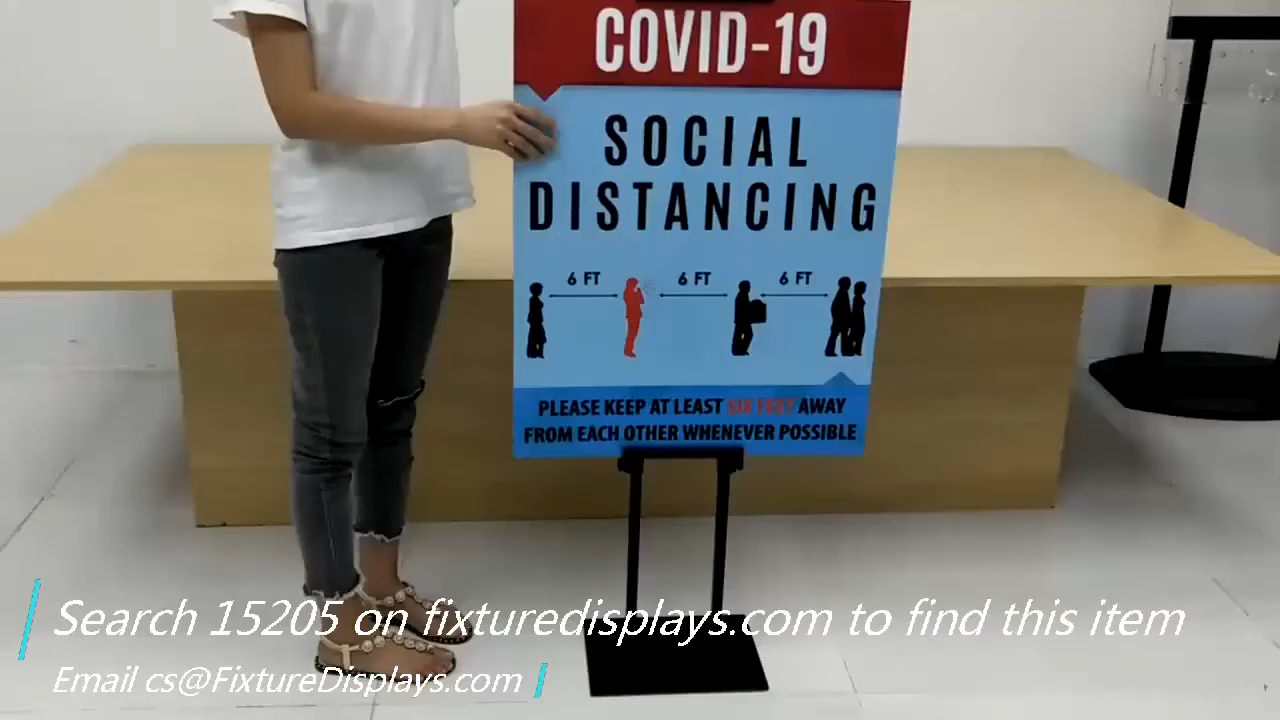 COVID-19
SOCIAL
DISTANCING
6 FT 6 FT 6 FT
PLEASE KEEP AT LEAST SIX FEET AWAY
FROM EACH OTHER WHENEVER POSSIBLE
Search 15205 on fixturedisplays.com to find this item
Email cs@FixtureDisplays.com